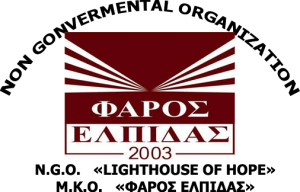 NON GONVERMENTAL ORGANIZATION
ΦΑΡΟΣ
ΕΛΠΙΔΑΣ
2003
N.G.O. «LIGHTHOUSE OF HOPE»
Μ.Κ.Ο. «ΦΑΡΟΣ ΕΛΠΙΔΑΣ»